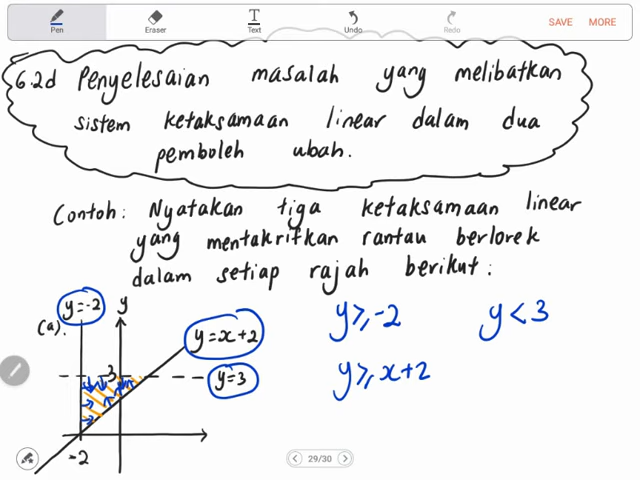 Pen
Eraser
Text
Undo
Redo
SAVE
MORE
6.2d Penyelesaian masalah yang melibatkan
sistem ketaksamaan linear dalam dua
pemboleh ubah.
Contoh: Nyatakan tiga ketaksamaan linear
yang mentakrifkan rantau berlorek
dalam setiap rajah berikut:
y=-2
y
y≥-2
y<3
(a).
y=x+2
3
y=3
y≥x+2
-2
29/30